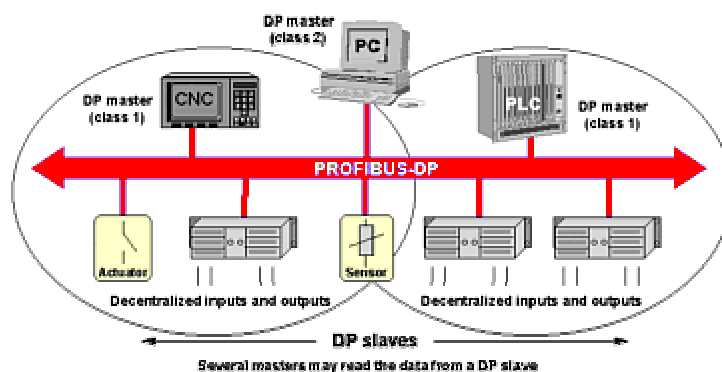 DP master
(class 2)
PC
DP master
(class 1)
CNC
PLC
DP master
(class 1)
PROFIBUS-DP
Actuator
Sensor
Decentralized inputs and outputs
Decentralized inputs and outputs
DP slaves
Several masters may read the data from a DP slave